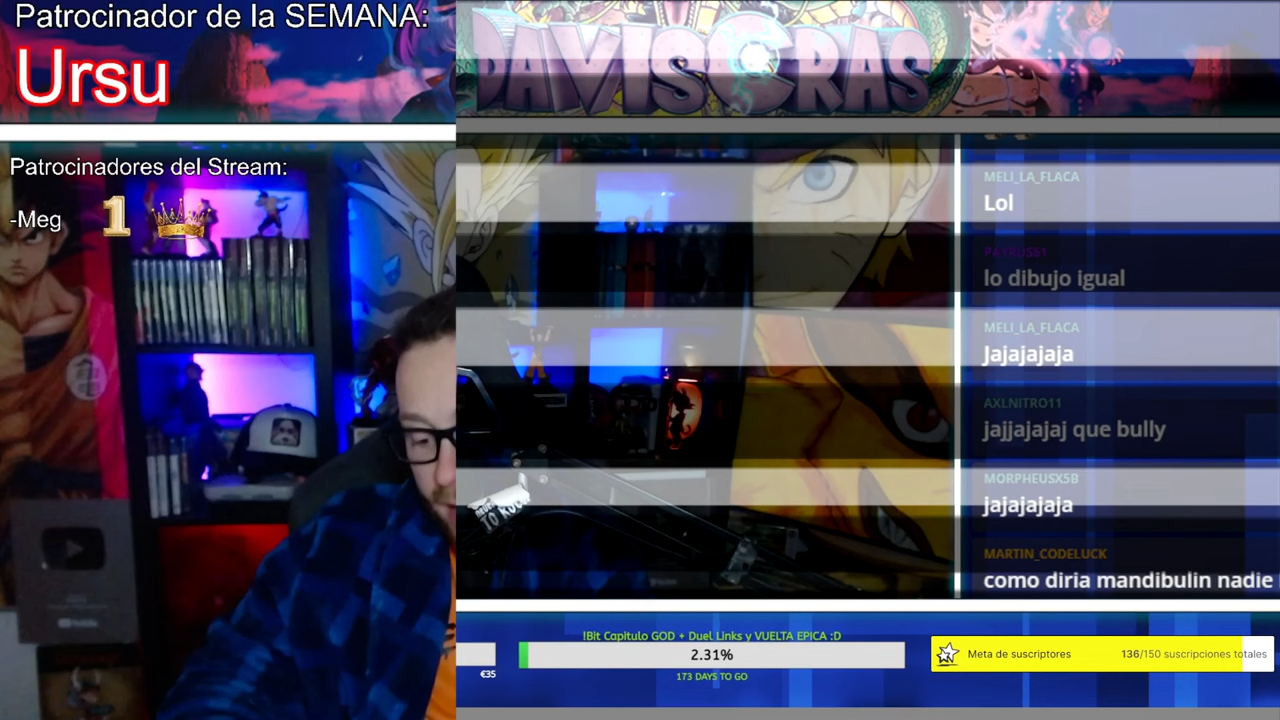 Patrocinador de la SEMANA:
Ursu
DAVISCRAS
Patrocinadores del Stream:
-Meg 1
MELI_LA_FLACA
Lol
PAYRUS61
lo dibujo igual
MELI_LA_FLACA
Jajajajaja
AXLNITRO11
jajjajajaj que bully
MORPHEUSX58
jajajajaja
MARTIN_CODELUCK
como diria mandibulin nadie
!Bit Capitulo GOD + Duel Links y VUELTA EPICA :D
2.31%
€35
173 DAYS TO GO
Meta de suscriptores 136/150 suscripciones totales